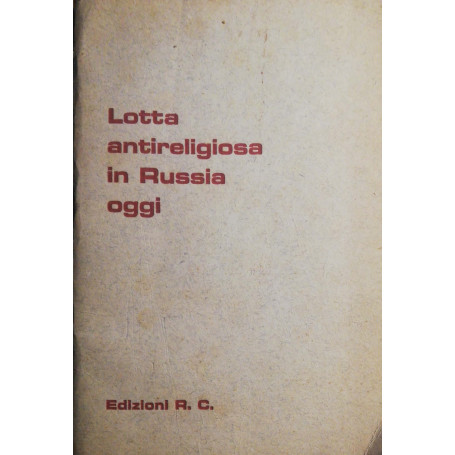 Lotta
antireligiosa
in Russia
oggi
Edizioni R. C.